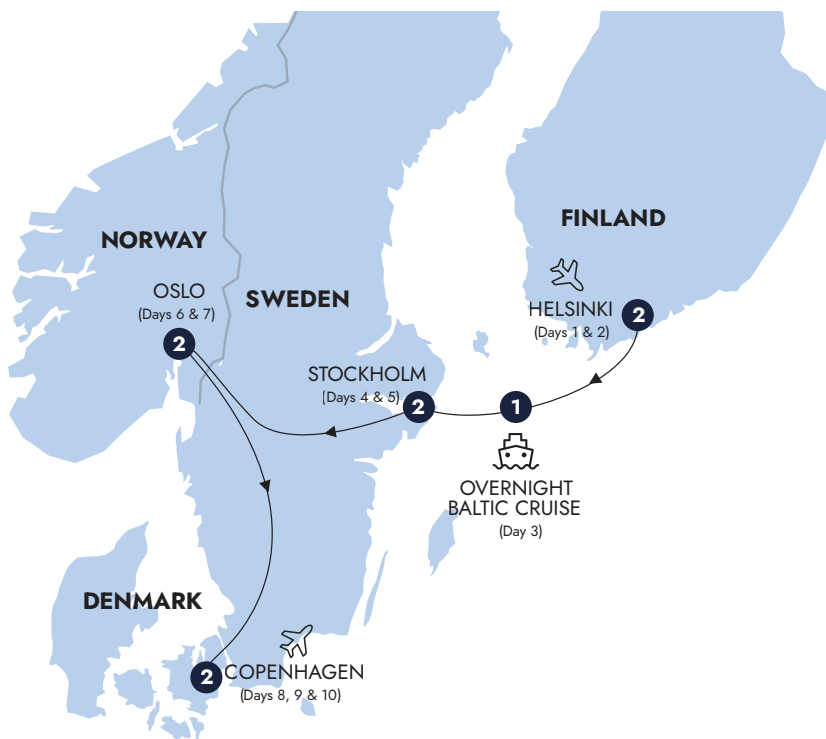 FINLAND
NORWAY
OSLO
(Days 6 & 7)
2
SWEDEN
HELSINKI
(Days 1 & 2)
2
STOCKHOLM
(Days 4 & 5)
2
1
OVERNIGHT
BALTIC CRUISE
(Day 3)
DENMARK
2
COPENHAGEN
(Days 8, 9 & 10)